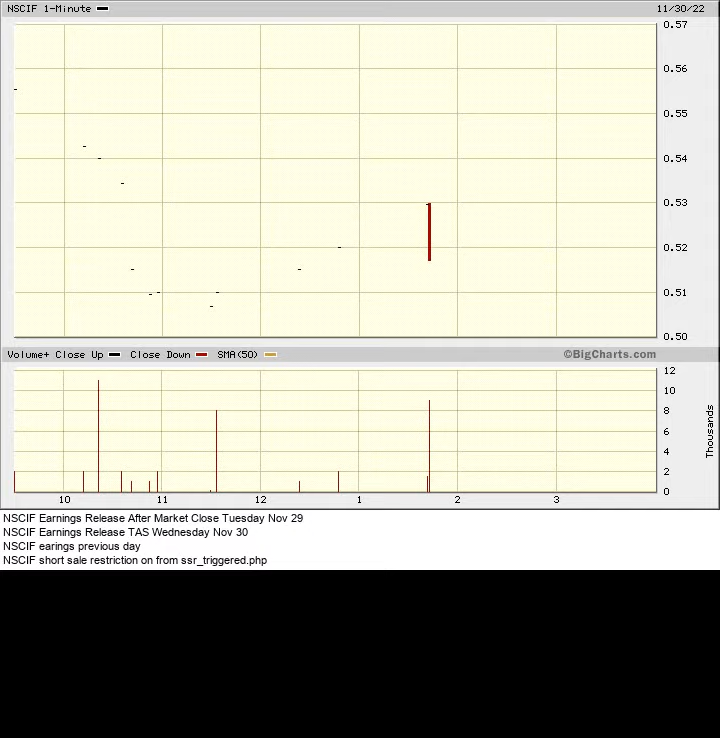 NSCIF 1-Minute 11/30/22
0.57
0.56
0.55
0.54
0.53
0.52
0.51
0.50
Volume+ Close Up Close Down SMA(50) ©BigCharts.com
12
10
8
6
4
2
0
Thousands
10 11 12 1 2 3
NSCIF Earnings Release After Market Close Tuesday Nov 29
NSCIF Earnings Release TAS Wednesday Nov 30
NSCIF earings previous day
NSCIF short sale restriction on from ssr_triggered.php